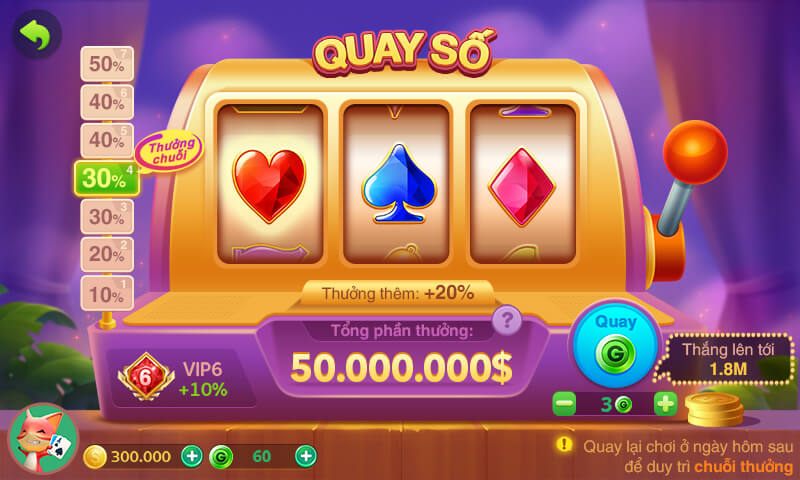 QUAY SỐ
50% 7
40% 6
40% 5
Thưởng
chuỗi
30% 4
30% 3
20% 2
10% 1
Thưởng thêm: +20%
Tổng phần thưởng:
?
50.000.000$
6
VIP6
+10%
Quay
G
3 G
Thắng lên tới
1.8M
300.000
G 60
! Quay lại chơi ở ngày hôm sau
để duy trì chuỗi thưởng